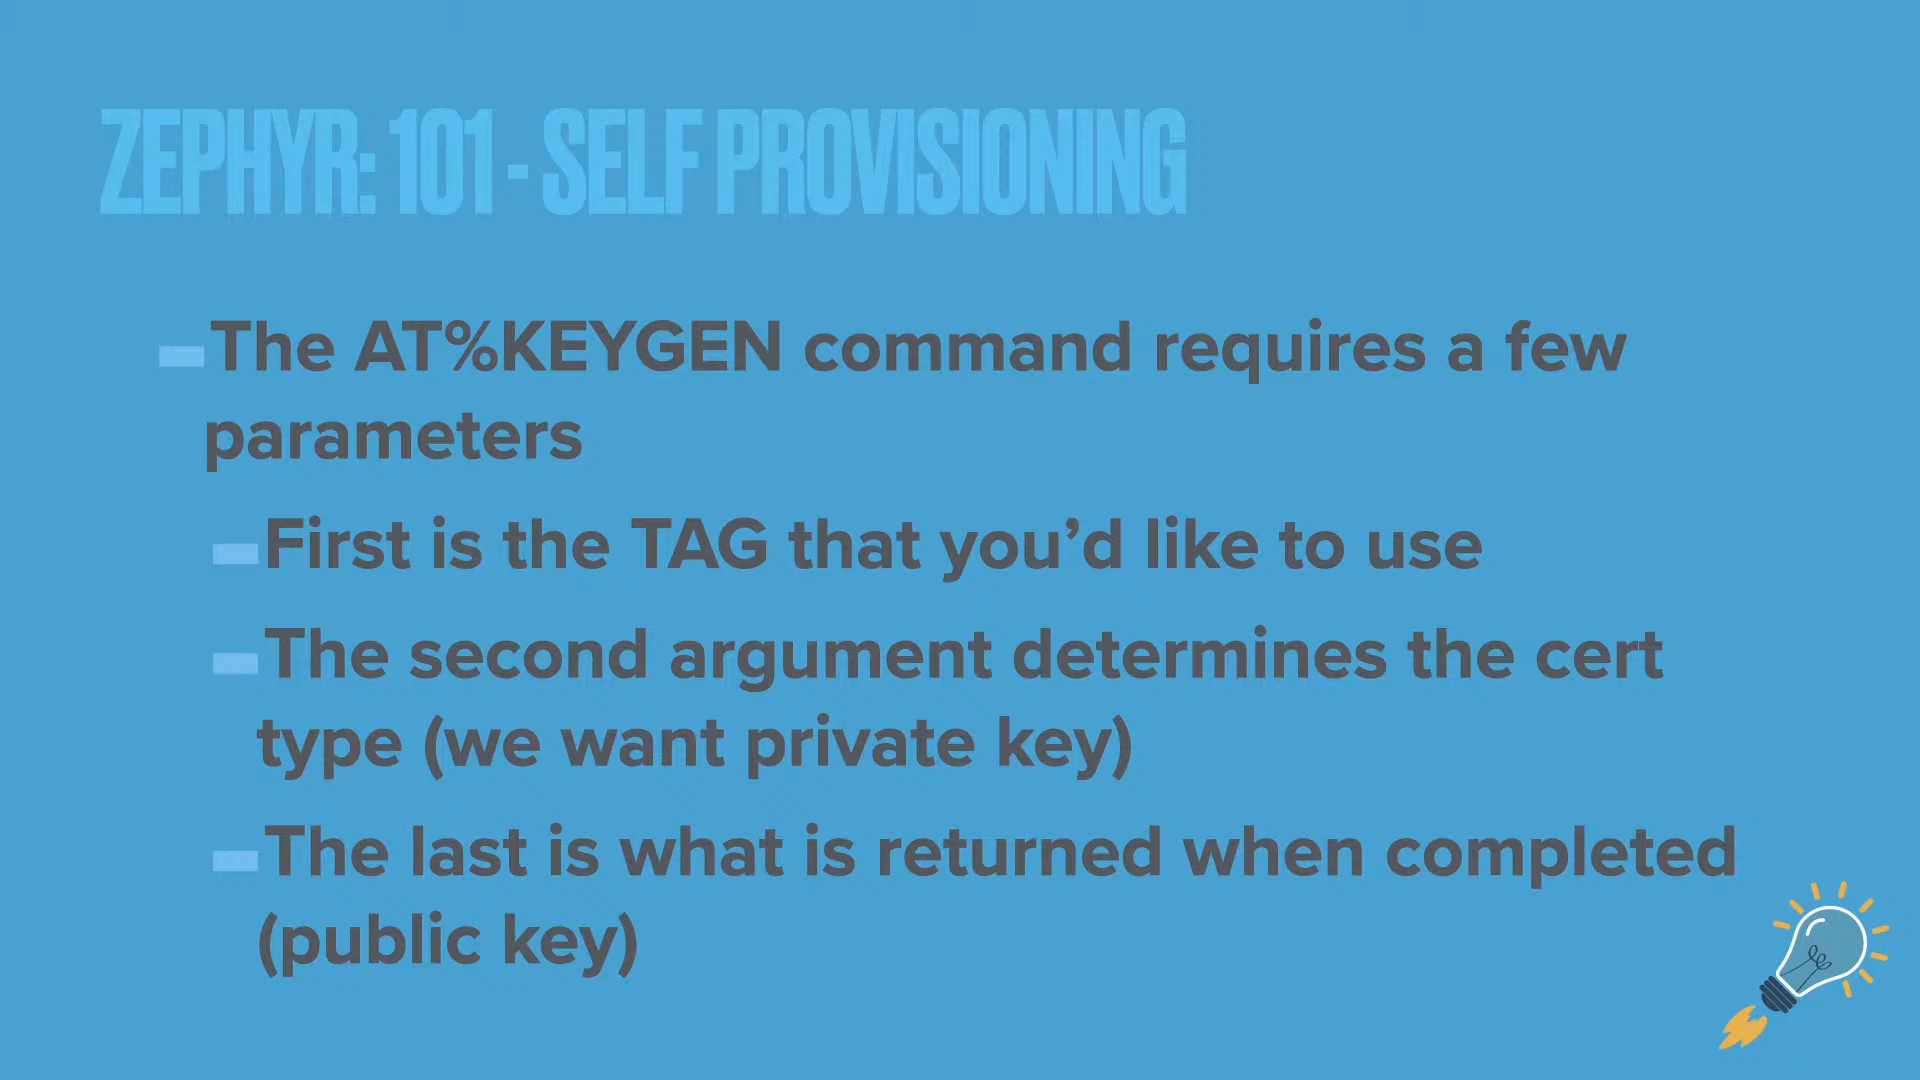 ZEPHYR: 101 - SELF PROVISIONING
The AT%KEYGEN command requires a few
parameters
First is the TAG that you’d like to use
The second argument determines the cert
type (we want private key)
The last is what is returned when completed
(public key)